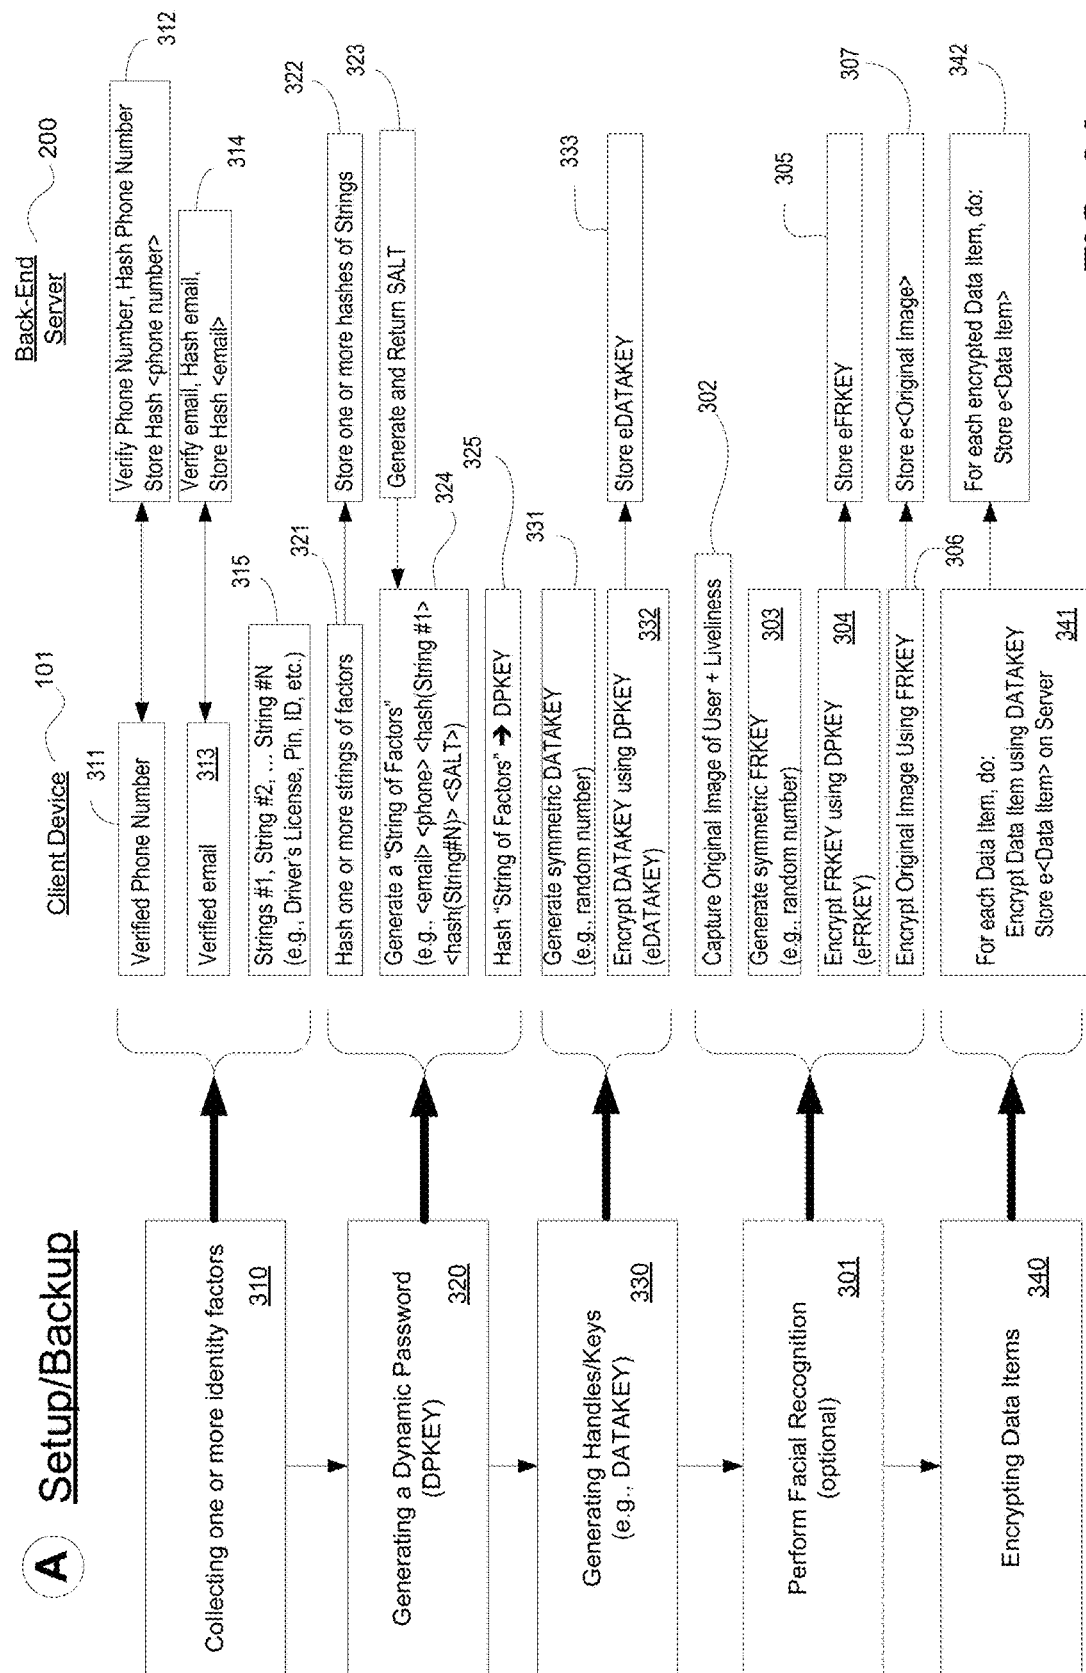 A Setup/Backup
Collecting one or more identity factors
310
Generating a Dynamic Password
(DPKEY)
320
Generating Handles/Keys
(e.g., DATAKEY)
330
Perform Facial Recognition
(optional)
301
Encrypting Data Items
340
Client Device
101
311
Verified Phone Number
Verified email
313
Strings #1, String #2, ... String #N
(e.g., Driver's License, Pin, ID, etc.)
315
Hash one or more strings of factors
321
Generate a "String of Factors"
(e.g., <email> <phone> <hash(String #1>
<hash(String#N)> <SALT>)
324
Hash "String of Factors" ➔ DPKEY
325
Generate symmetric DATAKEY
(e.g., random number)
331
Encrypt DATAKEY using DPKEY
(eDATAKEY)
332
Capture Original Image of User + Liveliness
302
Generate symmetric FRKEY
(e.g., random number)
303
Encrypt FRKEY using DPKEY
(eFRKEY)
304
Encrypt Original Image Using FRKEY
306
For each Data Item, do:
Encrypt Data Item using DATAKEY
Store e<Data Item> on Server
341
Back-End
Server
200
Verify Phone Number, Hash Phone Number
Store Hash <phone number>
312
Verify email, Hash email,
Store Hash <email>
314
Store one or more hashes of Strings
322
Generate and Return SALT
323
Store eDATAKEY
333
Store eFRKEY
305
Store e<Original Image>
307
For each encrypted Data Item, do:
Store e<Data Item>
342